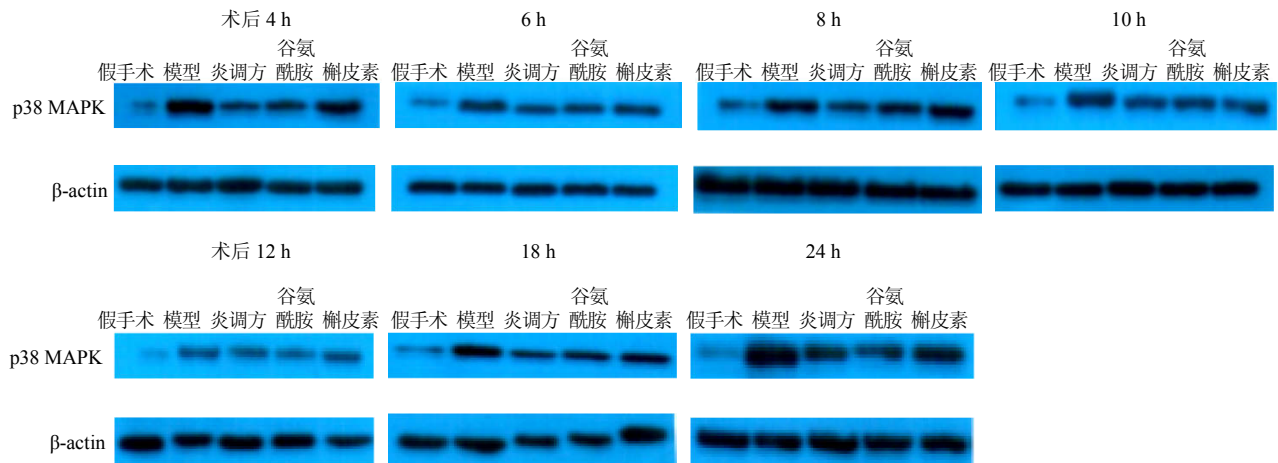 术后 4 h 6 h 8 h 10 h
谷氨 谷氨 谷氨 谷氨
假手术 模型 炎调方 酰胺 槲皮素 假手术 模型 炎调方 酰胺 槲皮素 假手术 模型 炎调方 酰胺 槲皮素 假手术 模型 炎调方 酰胺 槲皮素
p38 MAPK
β-actin
术后 12 h 18 h 24 h
谷氨 谷氨 谷氨
假手术 模型 炎调方 酰胺 槲皮素 假手术 模型 炎调方 酰胺 槲皮素 假手术 模型 炎调方 酰胺 槲皮素
p38 MAPK
β-actin